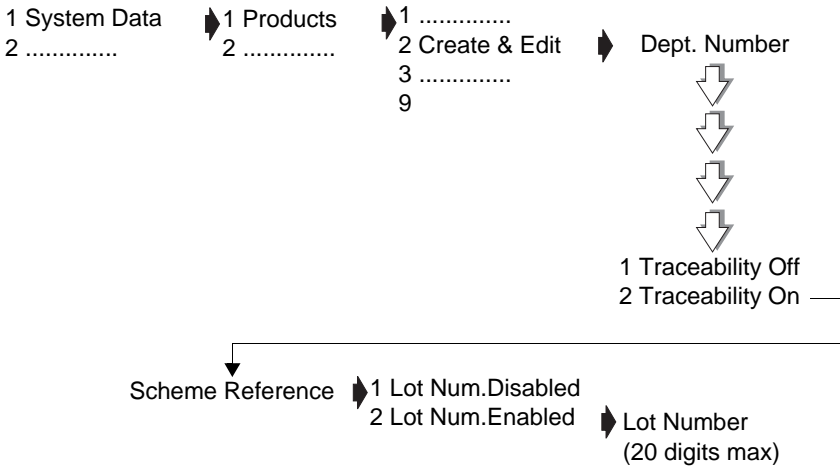 1 System Data
2 ..............
1 Products
2 ..............
1 ..............
2 Create & Edit
3 ..............
9
Dept. Number
1 Traceability Off
2 Traceability On
Scheme Reference
1 Lot Num.Disabled
2 Lot Num.Enabled
Lot Number
(20 digits max)